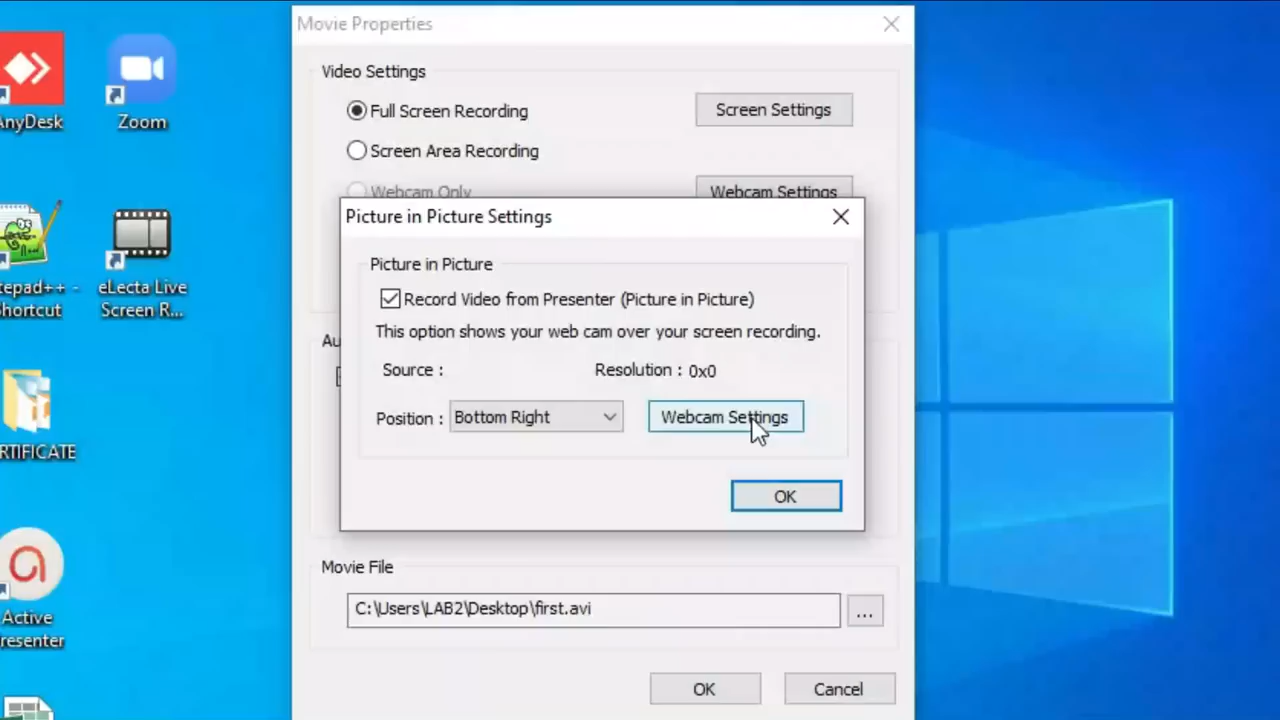 Movie Properties
Video Settings
Full Screen Recording
Screen Settings
Screen Area Recording
Webcam Only
Webcam Settings
Picture in Picture Settings
Picture in Picture
Record Video from Presenter (Picture in Picture)
This option shows your web cam over your screen recording.
Source :
Resolution : 0x0
Position :
Bottom Right
Webcam Settings
OK
Au
Movie File
C:\Users\LAB2\Desktop\first.avi
...
OK
Cancel
AnyDesk
Zoom
tepad++ -
hortcut
eLecta Live
Screen R...
RTIFICATE
Active
resenter